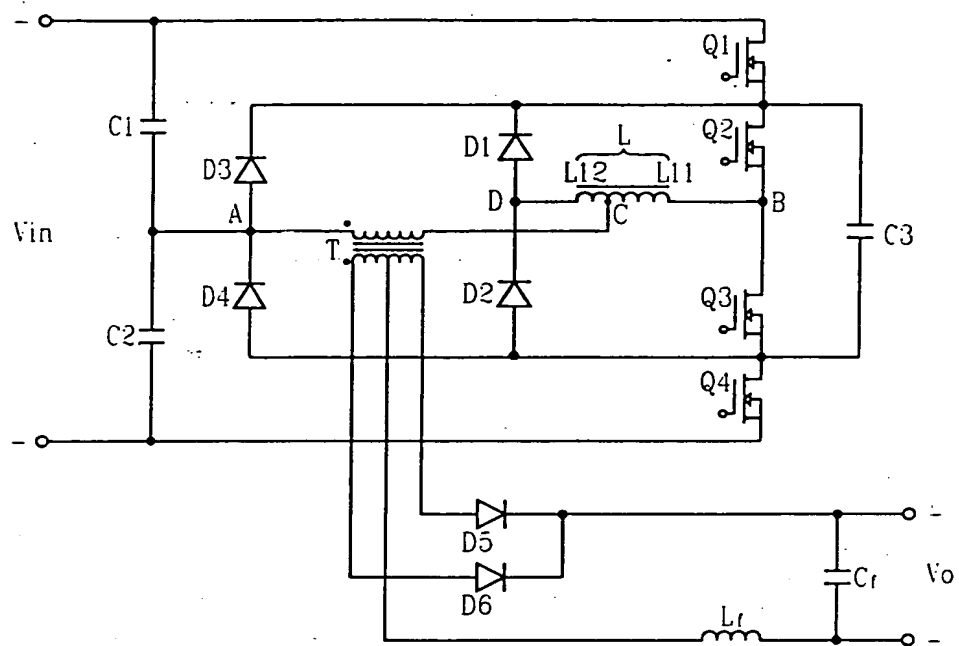 -
Q1
C1
D1
L
Q2
D3
L12
L11
A
D
B
Vin
C
C3
T
D4
D2
Q3
C2
Q4
-
D5
-
Cf
Vo
D6
Lf
-